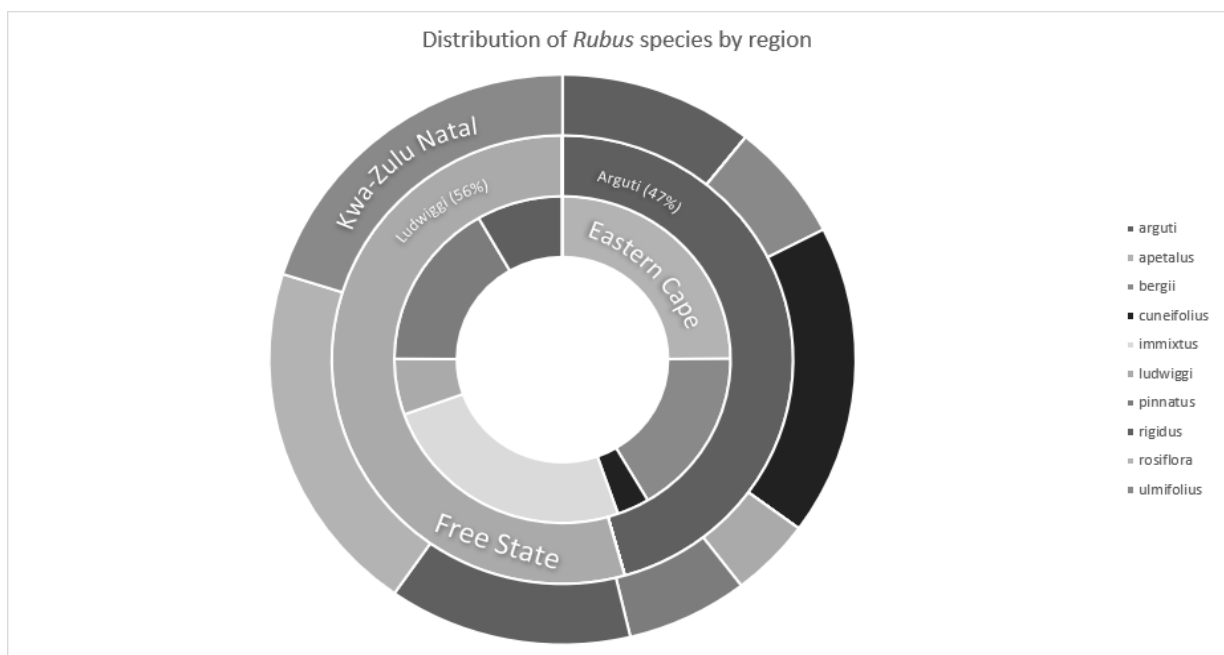 Distribution of Rubus species by region
Kwa-Zulu Natal
Ludwiggi (56%)
Arguti (47%)
Eastern Cape
Free State
arguti
apetalus
bergii
cuneifolius
immixtus
ludwiggi
pinnatus
rigidus
rosiflora
ulmifolius